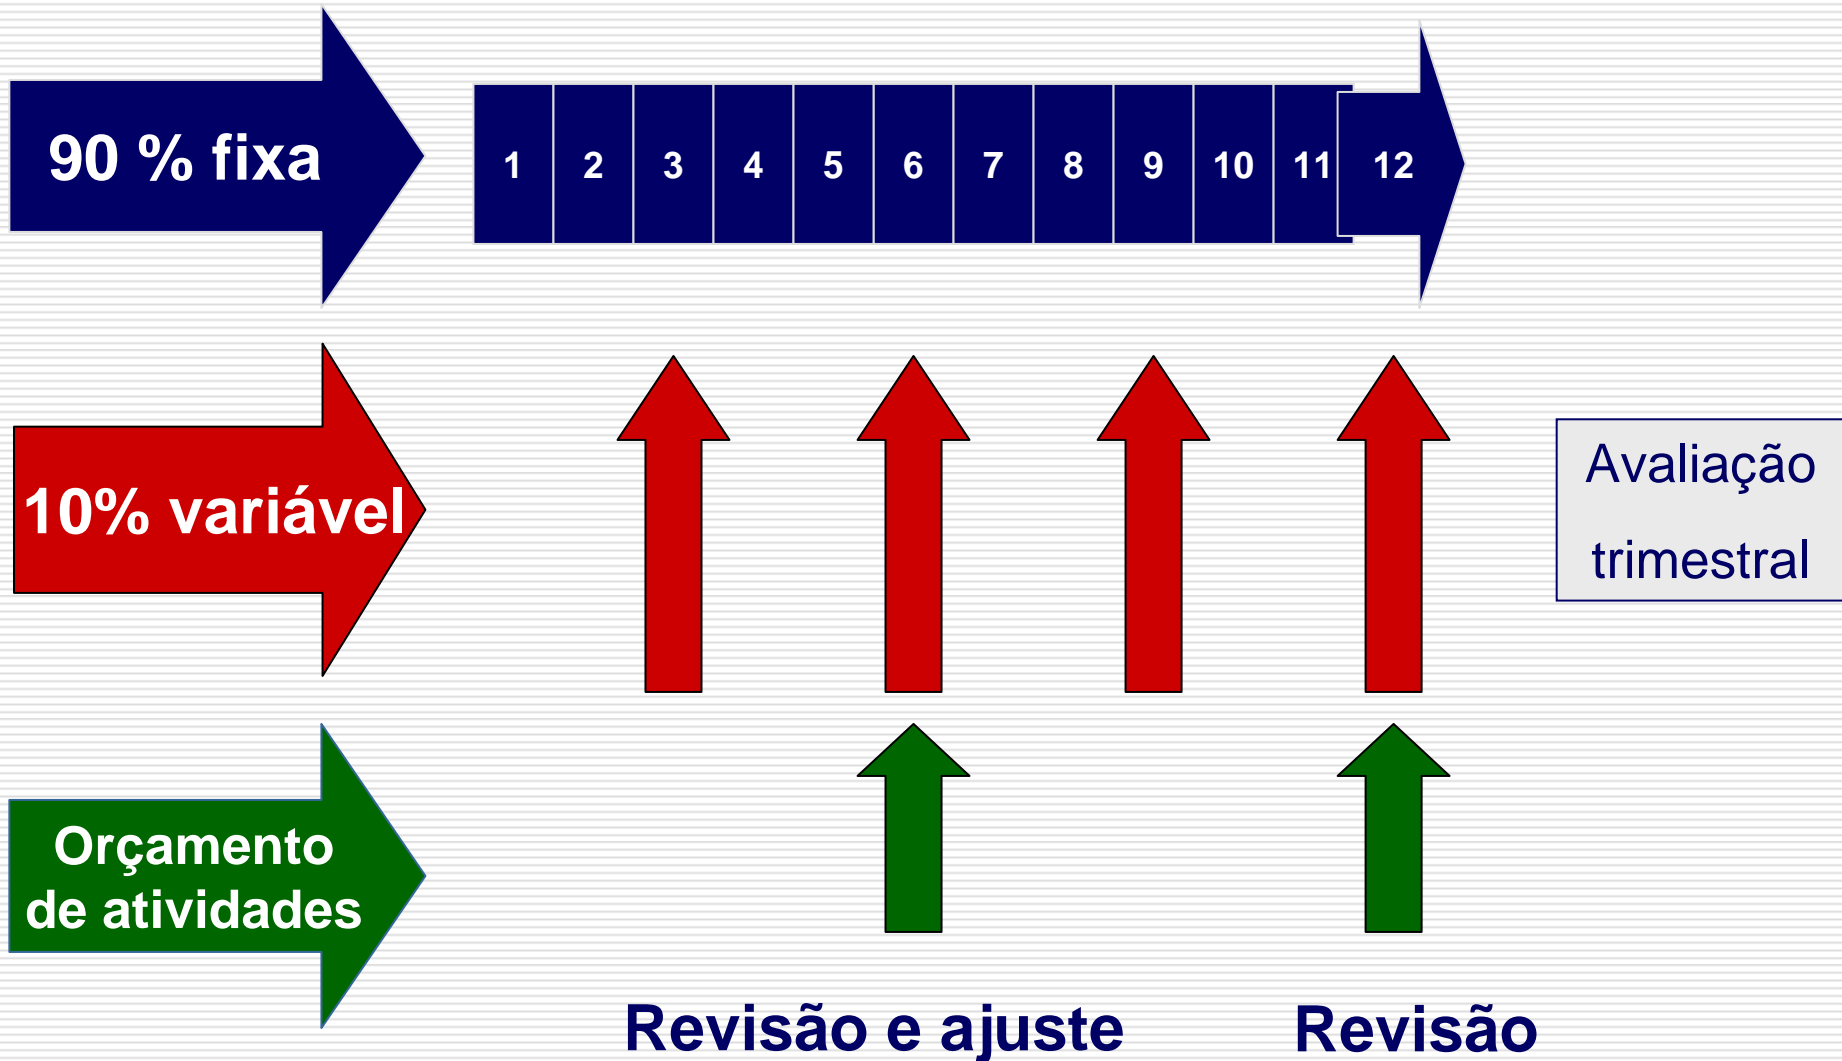 90 % fixa
1 2 3 4 5 6 7 8 9 10 11 12
10% variável
Avaliação
trimestral
Orçamento
de atividades
Revisão e ajuste
Revisão